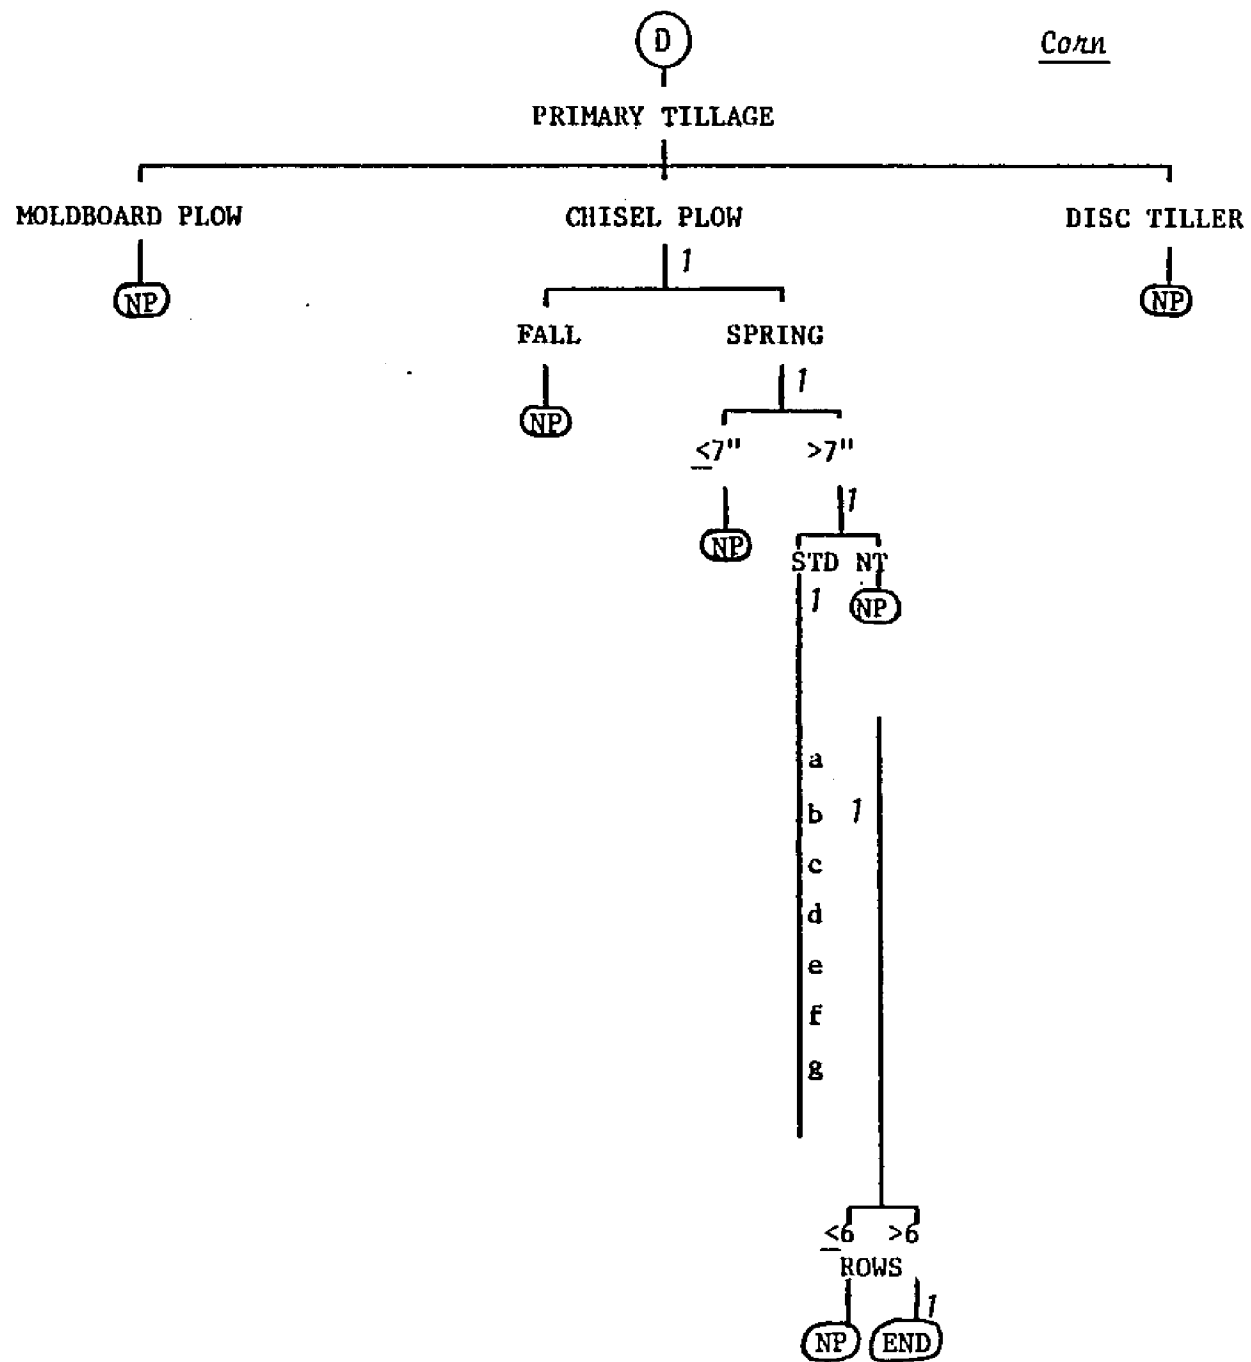 D
Corn
PRIMARY TILLAGE
MOLDBOARD PLOW CHISEL PLOW DISC TILLER
1
NP NP
FALL SPRING
1
NP
≤7" >7"
1
NP
STD NT
1 NP
a
b 1
c
d
e
f
g
≤6 >6
ROWS
1
NP END